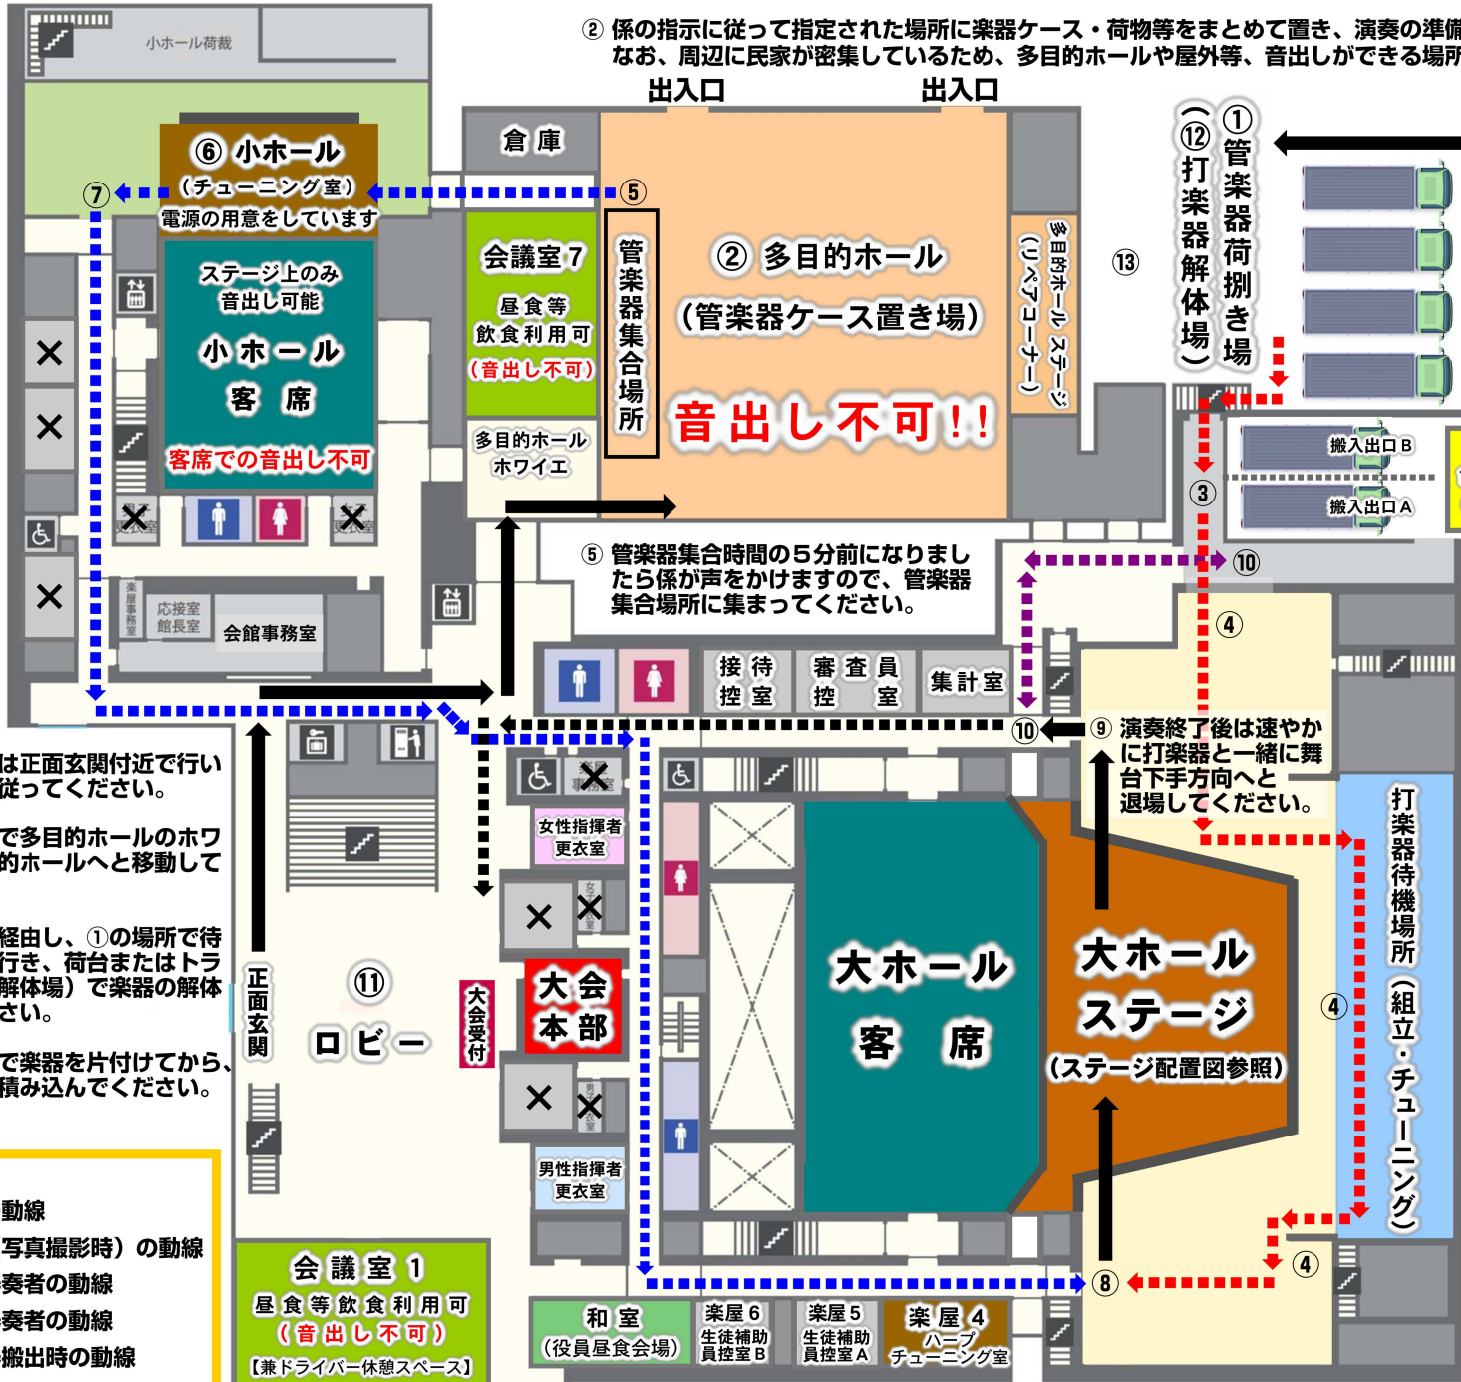 ② 係の指示に従って指定された場所に楽器ケース・荷物等をまとめて置き、演奏の準備
なお、周辺に民家が密集しているため、多目的ホールや屋外等、音出しができる場所
小ホール荷裁
出入口
出入口
倉庫
⑥ 小ホール
（チューニング室）
電源の用意をしています
⑦
⑤
ステージ上のみ
音出し可能
小ホール
客 席
客席での音出し不可
会議室７
昼食等
飲食利用可
（音出し不可）
管楽器集合場所
② 多目的ホール
（管楽器ケース置き場）
音出し不可!!
多目的ホール ステージ
（リペアコーナー）
⑬
①管楽器荷捌き場
（⑫打楽器解体場）
搬入出口 B
搬入出口 A
③
多目的ホール
ホワイエ
男子
更衣室
更衣室
⑤ 管楽器集合時間の５分前になりまし
たら係が声をかけますので、管楽器
集合場所に集まってください。
⑩
④
楽屋事務室
応接室
館長室
会館事務室
接待
控室
審査員
控 室
集計室
⑩
⑨ 演奏終了後は速やか
に打楽器と一緒に舞
台下手方向へと
退場してください。
は正面玄関付近で行い
従ってください。
で多目的ホールのホワ
的ホールへと移動して
経由し、①の場所で待
行き、荷台またはトラ
解体場）で楽器の解体
さい。
で楽器を片付けてから、
積み込んでください。
楽屋
事務室
女性指揮者
更衣室
女子更衣室
正面玄関
⑪
ロビー
大会受付
大会
本部
男子更衣室
男性指揮者
更衣室
大ホール
客 席
大ホール
ステージ
（ステージ配置図参照）
打楽器待機場所（組立・チューニング）
④
④
⑧
動線
写真撮影時）の動線
奏者の動線
奏者の動線
搬出時の動線
会議室１
昼食等飲食利用可
（音出し不可）
【兼ドライバー休憩スペース】
和室
（役員昼食会場）
楽屋６
生徒補助
員控室B
楽屋５
生徒補助
員控室A
楽屋４
ハープ
チューニング室